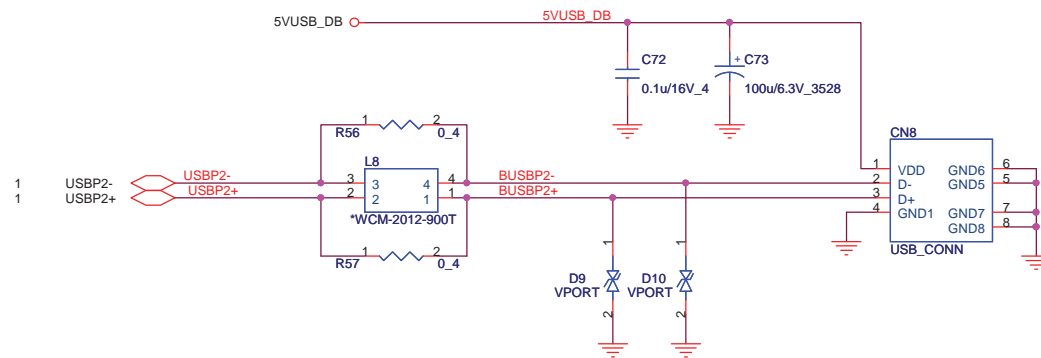 5VUSB_DB 5VUSB_DB
C72 + C73
0.1u/16V_4 100u/6.3V_3528
1 2
R56 0_4
CN8
L8
1 VDD GND6 6
1 USBP2- USBP2- 3 3 4 4 BUSBP2- 2 D- GND5 5
1 USBP2+ USBP2+ 2 2 1 1 BUSBP2+ 3 D+
4 GND1 GND7 7
GND8 8
*WCM-2012-900T
USB_CONN
1 2
R57 0_4
1 1
D9 D10
VPORT VPORT
2 2